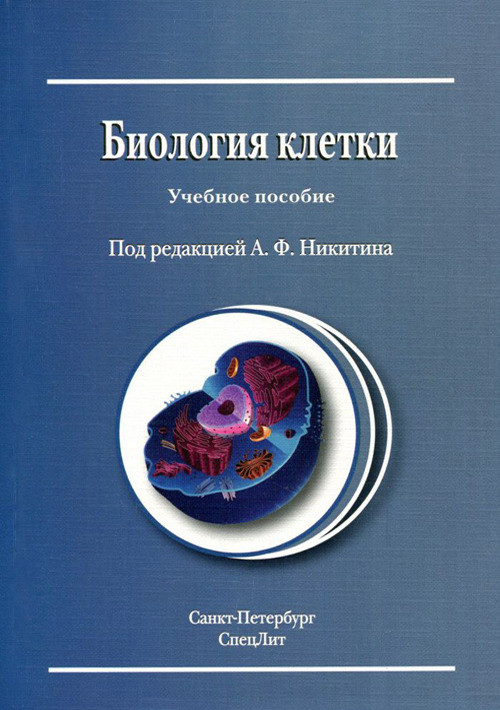 Биология клетки
Учебное пособие
Под редакцией А. Ф. Никитина
Санкт-Петербург
СпецЛит